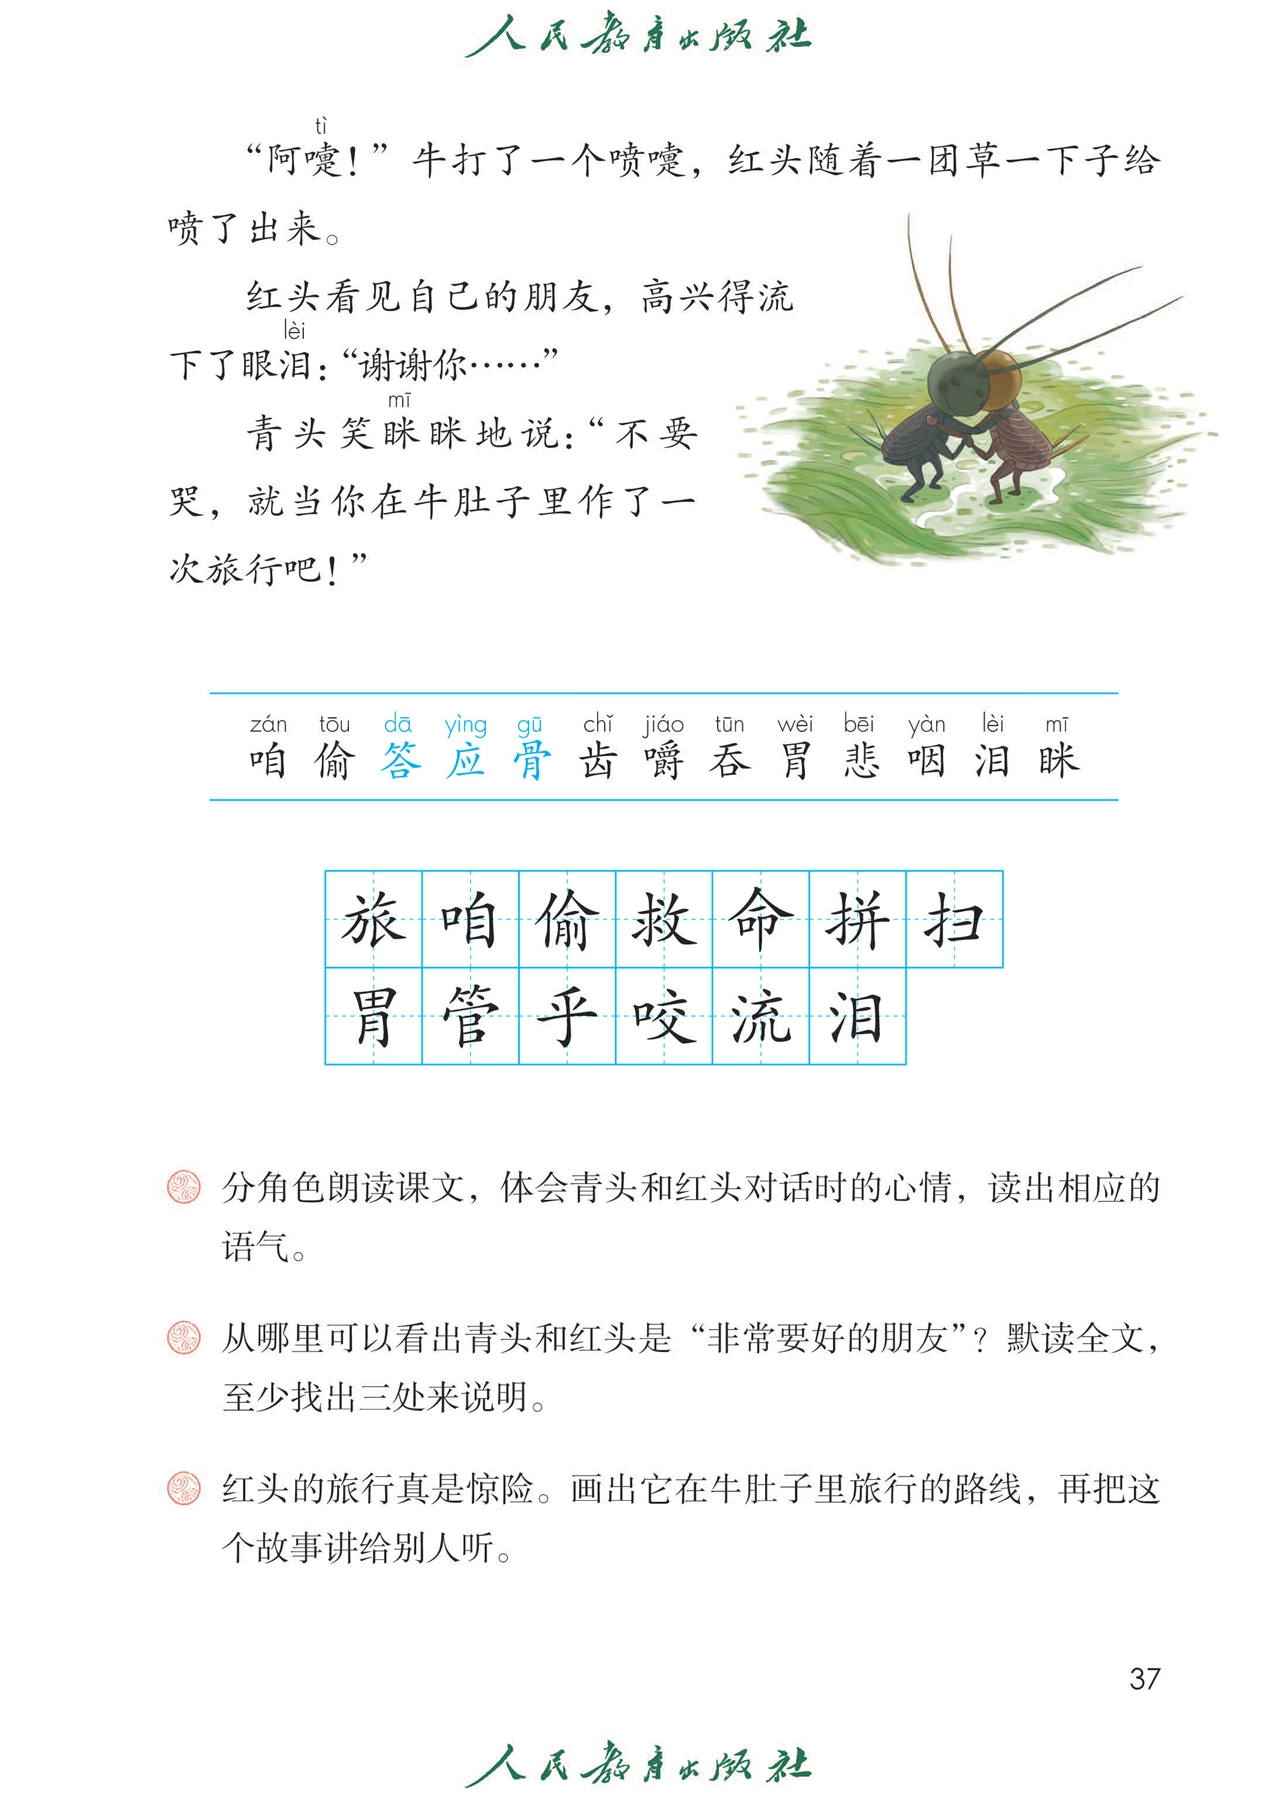 人民教育出版社
tì
“阿嚏！”牛打了一个喷嚏，红头随着一团草一下子给
喷了出来。
红头看见自己的朋友，高兴得流
lèi
下了眼泪：“谢谢你……”
mī
青头笑眯眯地说：“不要
哭，就当你在牛肚子里作了一
次旅行吧！”
zán tōu dā yìng gū chǐ jiáo tūn wèi bēi yàn lèi mī
咱 偷 答 应 骨 齿 嚼 吞 胃 悲 咽 泪 眯
旅 咱 偷 救 命 拼 扫
胃 管 乎 咬 流 泪
分角色朗读课文，体会青头和红头对话时的心情，读出相应的
语气。
从哪里可以看出青头和红头是“非常要好的朋友”？默读全文，
至少找出三处来说明。
红头的旅行真是惊险。画出它在牛肚子里旅行的路线，再把这
个故事讲给别人听。
37
人民教育出版社